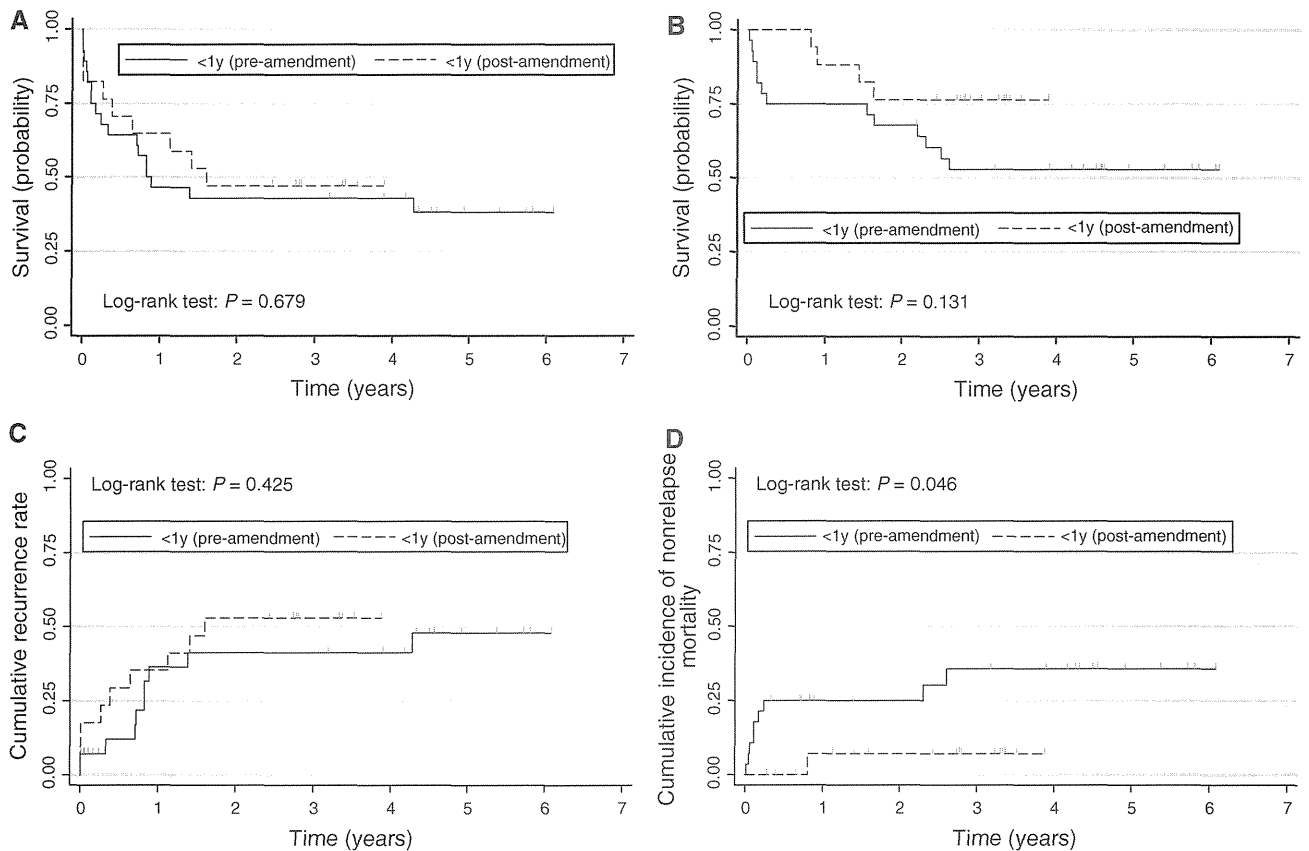 A
Survival (probability)
1.00
0.75
0.50
0.25
0.00
<1y (pre-amendment) <1y (post-amendment)
Log-rank test: P = 0.679
0 1 2 3 4 5 6 7
Time (years)
B
Survival (probability)
1.00
0.75
0.50
0.25
0.00
<1y (pre-amendment) <1y (post-amendment)
Log-rank test: P = 0.131
0 1 2 3 4 5 6 7
Time (years)
C
Cumulative recurrence rate
1.00
0.75
0.50
0.25
0.00
Log-rank test: P = 0.425
<1y (pre-amendment) <1y (post-amendment)
0 1 2 3 4 5 6 7
Time (years)
D
Cumulative incidence of nonrelapse
mortality
1.00
0.75
0.50
0.25
0.00
Log-rank test: P = 0.046
<1y (pre-amendment) <1y (post-amendment)
0 1 2 3 4 5 6 7
Time (years)